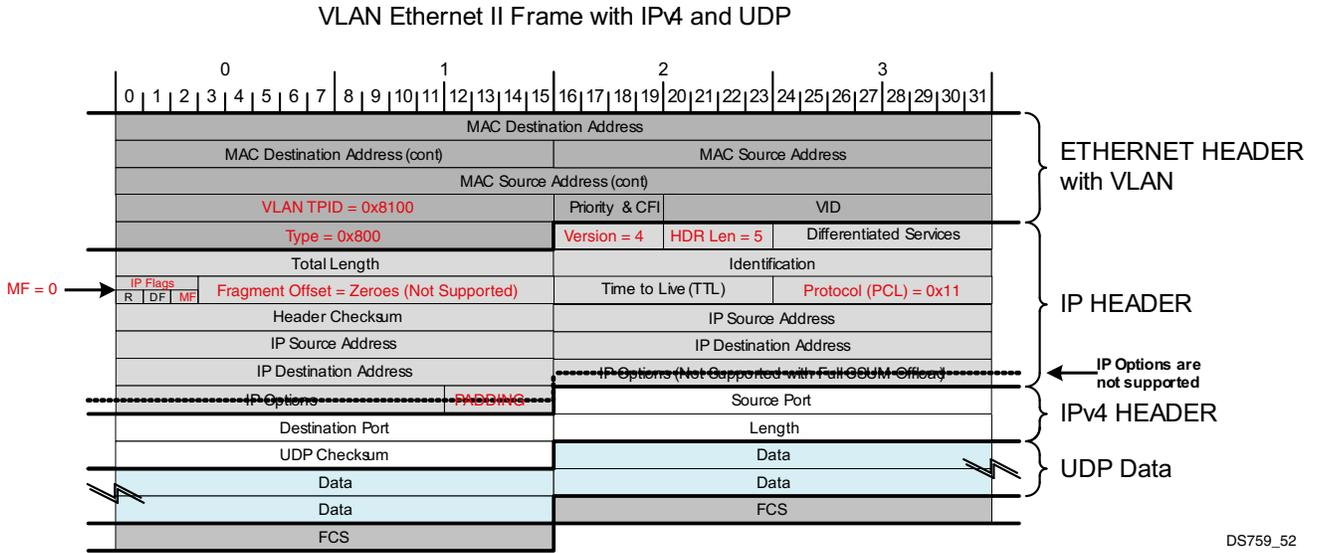 VLAN Ethernet II Frame with IPv4 and UDP
0 1 2 3
0 1 2 3 4 5 6 7 8 9 10 11 12 13 14 15 16 17 18 19 20 21 22 23 24 25 26 27 28 29 30 31
MAC Destination Address
MAC Destination Address (cont) MAC Source Address
MAC Source Address (cont)
VLAN TPID = 0x8100 Priority & CFI VID
ETHERNET HEADER
with VLAN
Type = 0x800 Version = 4 HDR Len = 5 Differentiated Services
Total Length Identification
MF = 0
IP Flags
R DF MF
Fragment Offset = Zeroes (Not Supported) Time to Live (TTL) Protocol (PCL) = 0x11
Header Checksum IP Source Address
IP HEADER
IP Source Address IP Destination Address
IP Destination Address IP Options (Not Supported with Full CSUM Offload)
IP Options are
not supported
IP Options PADDING Source Port
IPv4 HEADER
Destination Port Length
UDP Checksum Data
UDP Data
Data Data
Data FCS
FCS
DS759_52